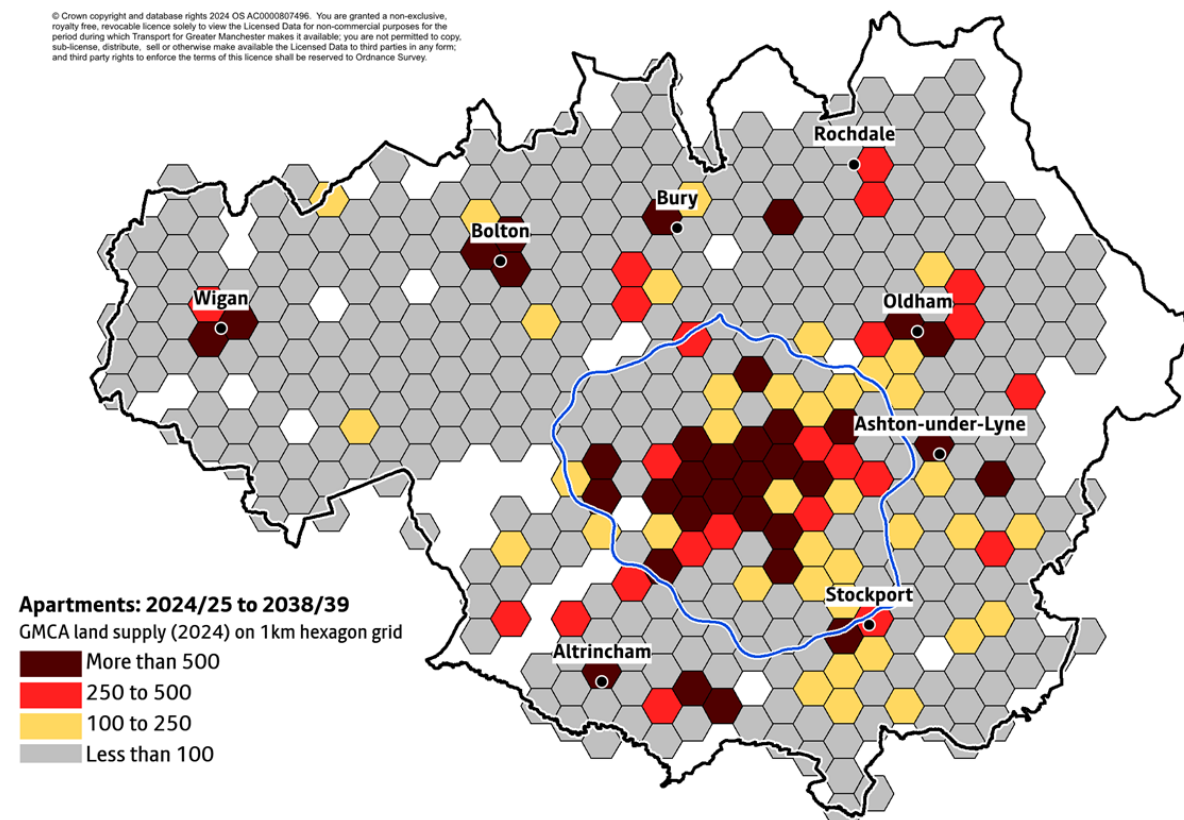 © Crown copyright and database rights 2024 OS AC0000807496. You are granted a non-exclusive,
royalty free, revocable licence solely to view the Licensed Data for non-commercial purposes for the
period during which Transport for Greater Manchester makes it available; you are not permitted to copy,
sub-license, distribute, sell or otherwise make available the Licensed Data to third parties in any form;
and third party rights to enforce the terms of this licence shall be reserved to Ordnance Survey.
Rochdale
Bury
Bolton
Wigan
Oldham
Ashton-under-Lyne
Stockport
Altrincham
Apartments: 2024/25 to 2038/39
GMCA land supply (2024) on 1km hexagon grid
More than 500
250 to 500
100 to 250
Less than 100